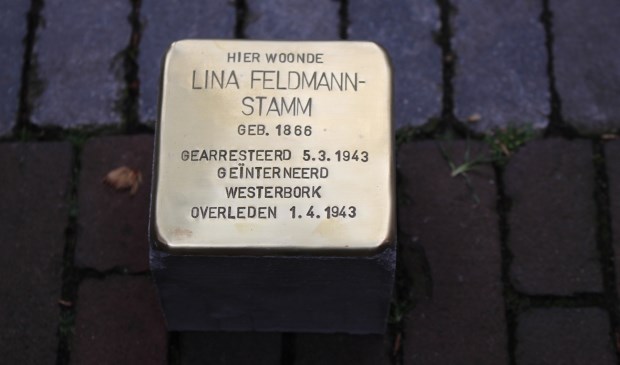 HIER WOONDE
LINA FELDMANN-
STAMM
GEB. 1866
GEARRESTEERD 5.3.1943
GEÏNTERNEERD
WESTERBORK
OVERLEDEN 1.4.1943